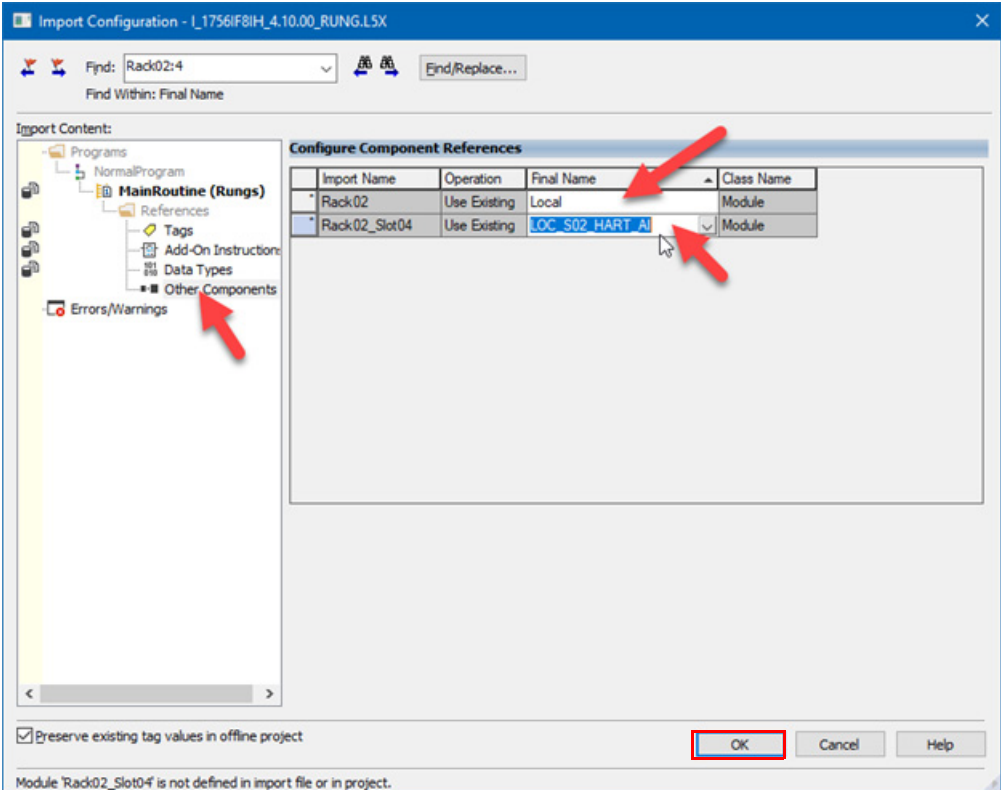 Import Configuration - I_1756IF8IH_4.10.00_RUNG.L5X
Find: Rack02:4
Find/Replace...
Find Within: Final Name
Import Content:
Programs
NormalProgram
MainRoutine (Rungs)
References
Tags
Add-On Instruction
Data Types
Other Components
Errors/Warnings
Configure Component References
Import Name Operation Final Name Class Name
Rack02 Use Existing Local Module
Rack02_Slot04 Use Existing LOC_S02_HART_AI Module
Preserve existing tag values in offline project
OK Cancel Help
Module 'Rack02_Slot04' is not defined in import file or in project.